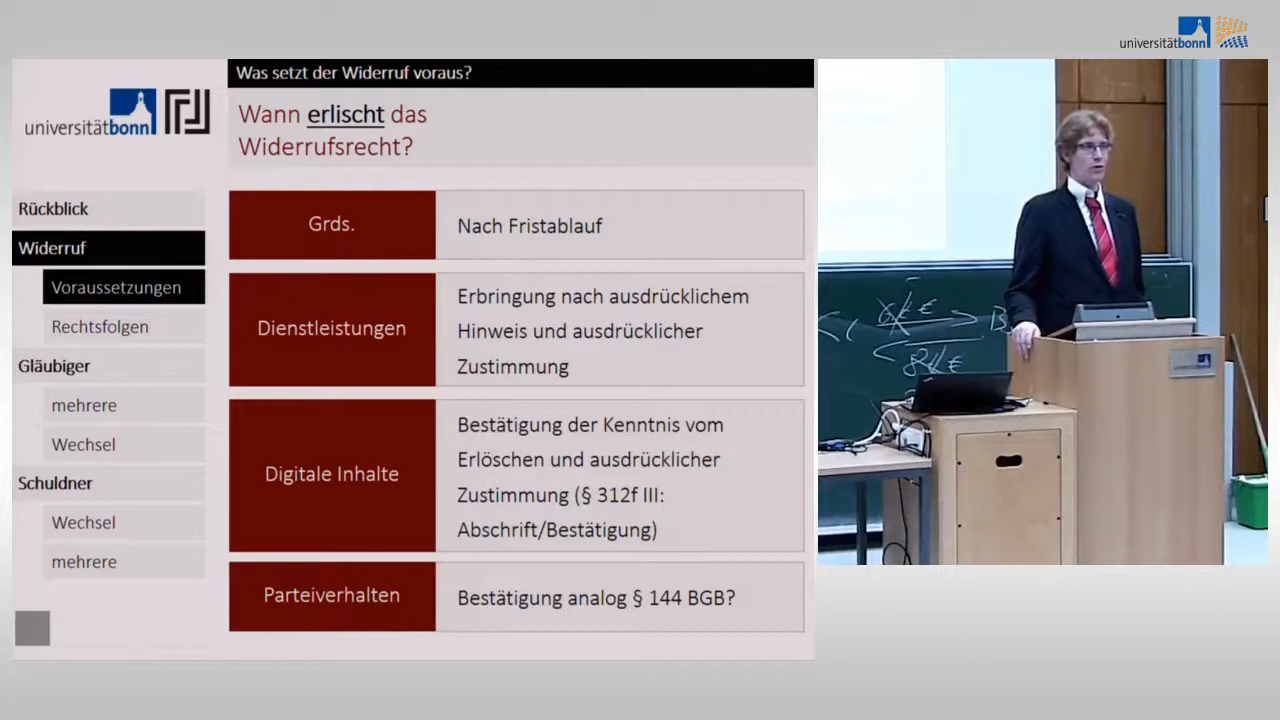 universitätbonn
Was setzt der Widerruf voraus?
universitätbonn
Wann erlischt das
Widerrufsrecht?
Rückblick
Widerruf
Voraussetzungen
Rechtsfolgen
Gläubiger
mehrere
Wechsel
Schuldner
Wechsel
mehrere
Grds.
Nach Fristablauf
Dienstleistungen
Erbringung nach ausdrücklichem
Hinweis und ausdrücklicher
Zustimmung
Digitale Inhalte
Bestätigung der Kenntnis vom
Erlöschen und ausdrücklicher
Zustimmung (§ 312f III:
Abschrift/Bestätigung)
Parteiverhalten
Bestätigung analog § 144 BGB?
€
B
€